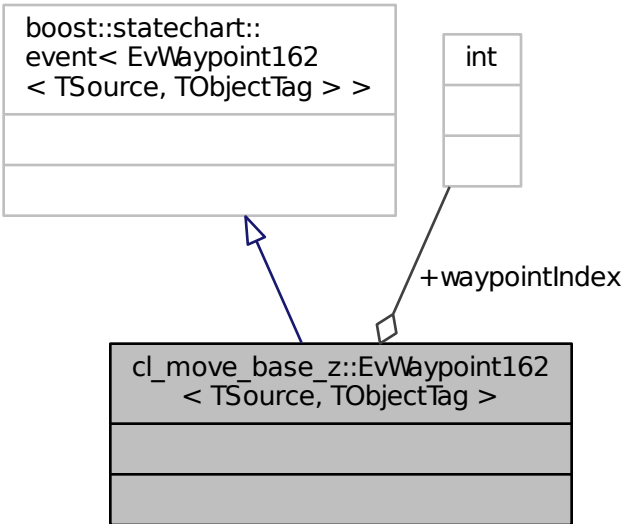 boost::statechart::
event< EvWaypoint162
< TSource, TObjectTag > >
int
+waypointIndex
cl_move_base_z::EvWaypoint162
< TSource, TObjectTag >